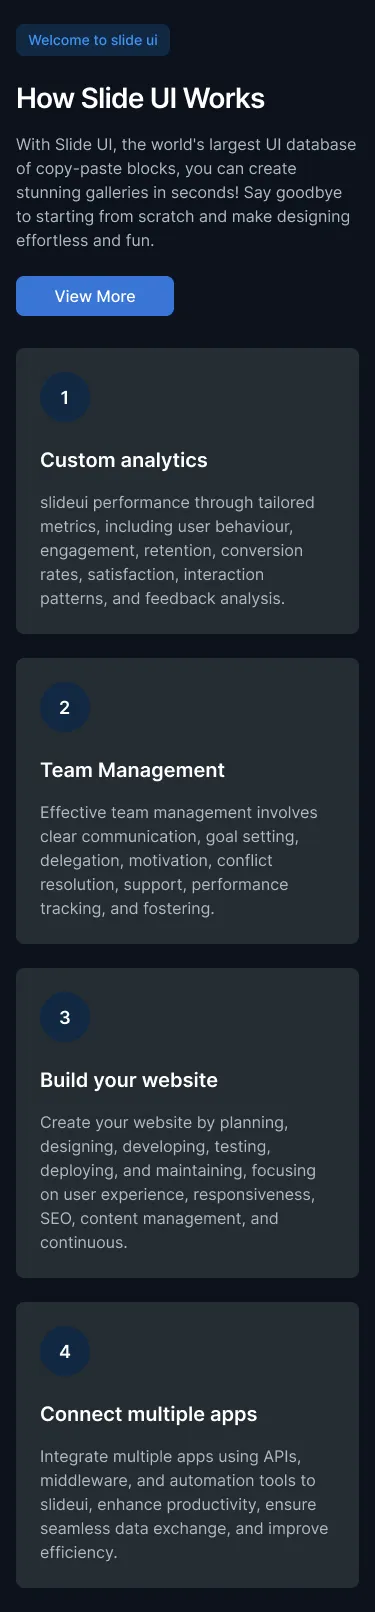 Welcome to slide ui
How Slide UI Works
With Slide UI, the world's largest UI database
of copy-paste blocks, you can create
stunning galleries in seconds! Say goodbye
to starting from scratch and make designing
effortless and fun.
View More
1
Custom analytics
slideui performance through tailored
metrics, including user behaviour,
engagement, retention, conversion
rates, satisfaction, interaction
patterns, and feedback analysis.
2
Team Management
Effective team management involves
clear communication, goal setting,
delegation, motivation, conflict
resolution, support, performance
tracking, and fostering.
3
Build your website
Create your website by planning,
designing, developing, testing,
deploying, and maintaining, focusing
on user experience, responsiveness,
SEO, content management, and
continuous.
4
Connect multiple apps
Integrate multiple apps using APIs,
middleware, and automation tools to
slideui, enhance productivity, ensure
seamless data exchange, and improve
efficiency.